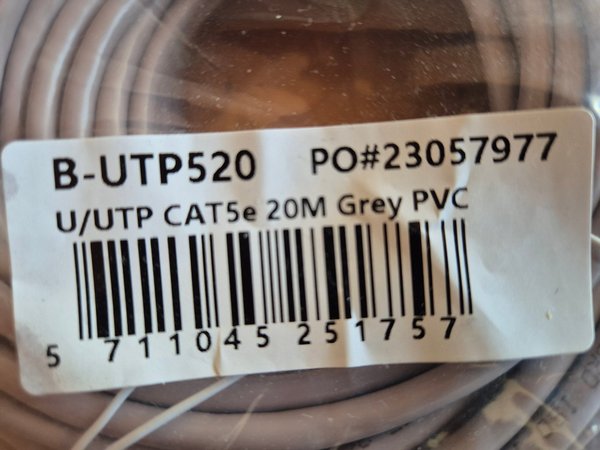 B-UTP520 PO#23057977
U/UTP CAT5e 20M Grey PVC
5 711045 251757